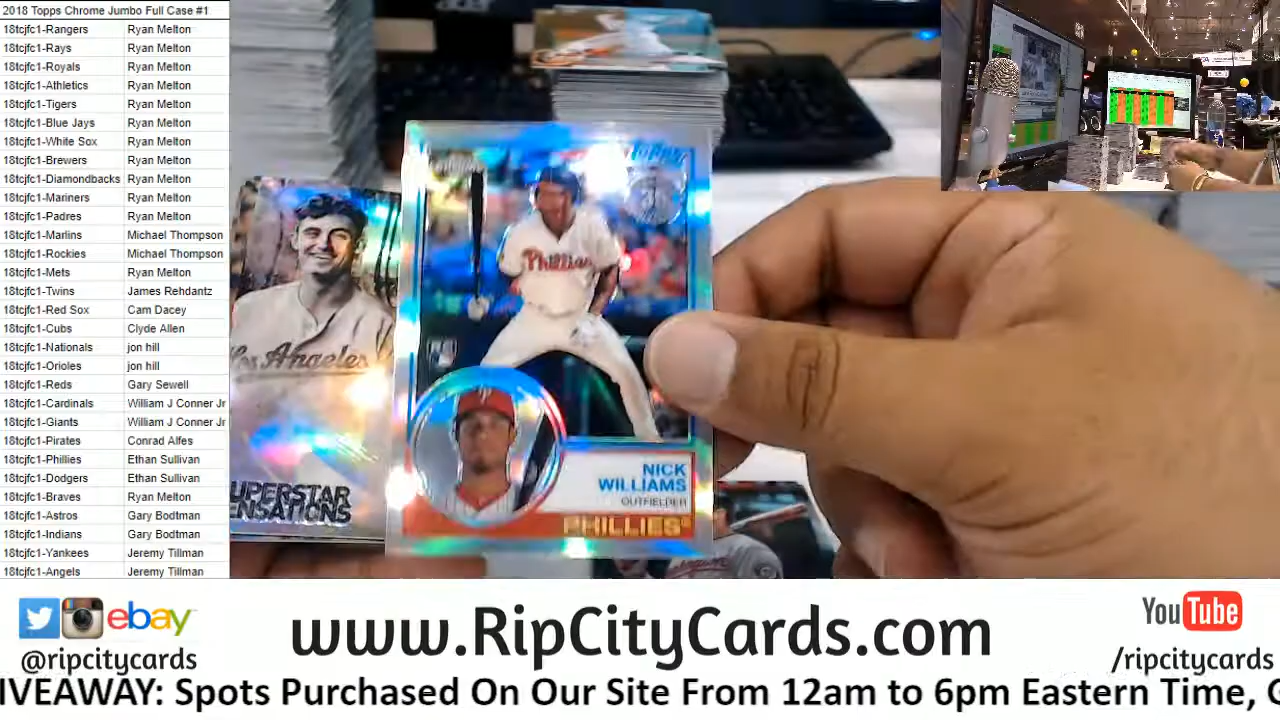 2018 Topps Chrome Jumbo Full Case #1
18tcjfc1-Rangers Ryan Melton
18tcjfc1-Rays Ryan Melton
18tcjfc1-Royals Ryan Melton
18tcjfc1-Athletics Ryan Melton
18tcjfc1-Tigers Ryan Melton
18tcjfc1-Blue Jays Ryan Melton
18tcjfc1-White Sox Ryan Melton
18tcjfc1-Brewers Ryan Melton
18tcjfc1-Diamondbacks Ryan Melton
18tcjfc1-Mariners Ryan Melton
18tcjfc1-Padres Ryan Melton
18tcjfc1-Marlins Michael Thompson
18tcjfc1-Rockies Michael Thompson
18tcjfc1-Mets Ryan Melton
18tcjfc1-Twins James Rehdantz
18tcjfc1-Red Sox Cam Dacey
18tcjfc1-Cubs Clyde Allen
18tcjfc1-Nationals jon hill
18tcjfc1-Orioles jon hill
18tcjfc1-Reds Gary Sewell
18tcjfc1-Cardinals William J Conner Jr
18tcjfc1-Giants William J Conner Jr
18tcjfc1-Pirates Conrad Alfes
18tcjfc1-Phillies Ethan Sullivan
18tcjfc1-Dodgers Ethan Sullivan
18tcjfc1-Braves Ryan Melton
18tcjfc1-Astros Gary Bodtman
18tcjfc1-Indians Gary Bodtman
18tcjfc1-Yankees Jeremy Tillman
18tcjfc1-Angels Jeremy Tillman
Los Angeles
UPERSTAR
ENSATIONS
Topps
Phillies
NICK
WILLIAMS
OUTFIELDER
PHILLIES
ebay
@ripcitycards
www.RipCityCards.com
YouTube
/ripcitycards
IVEAWAY: Spots Purchased On Our Site From 12am to 6pm Eastern Time, G